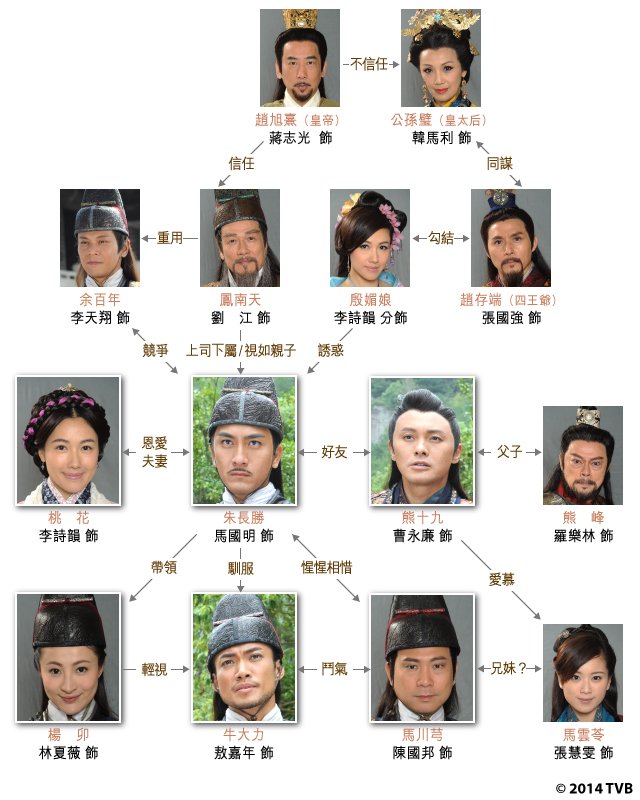 不信任
趙旭熹（皇帝）
蔣志光 飾
公孫璧（皇太后）
韓馬利 飾
信任
同謀
重用
勾結
余百年
李天翔 飾
鳳南天
劉 江 飾
殷媚娘
李詩韻 分飾
趙存端（四王爺）
張國強 飾
競爭
上司下屬/視如親子
誘惑
恩愛
夫妻
好友
父子
桃 花
李詩韻 飾
朱長勝
馬國明 飾
熊十九
曹永廉 飾
熊 峰
羅樂林 飾
帶領
馴服
惺惺相惜
愛慕
輕視
鬥氣
兄妹？
楊 卯
林夏薇 飾
牛大力
敖嘉年 飾
馬川芎
陳國邦 飾
馬雲苓
張慧雯 飾
© 2014 TVB